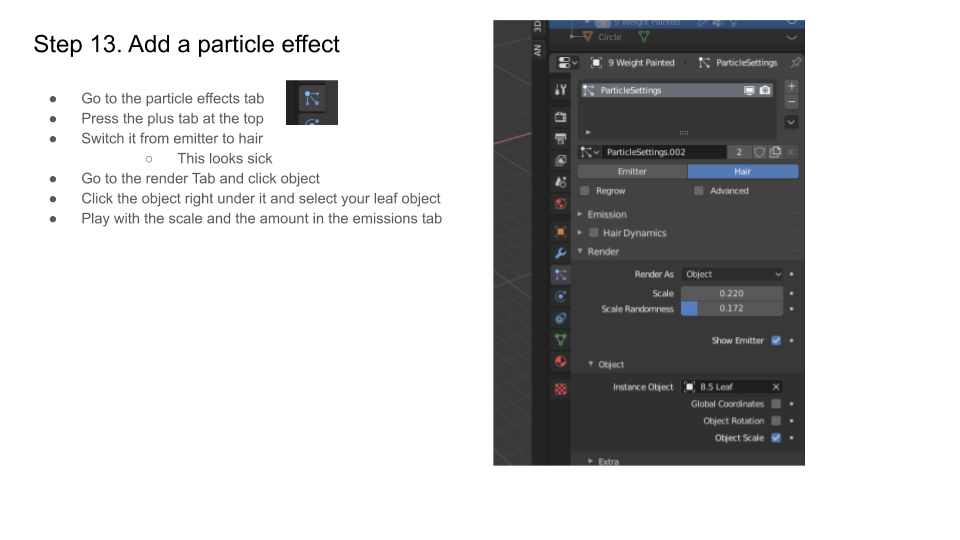 Step 13. Add a particle effect
● Go to the particle effects tab
● Press the plus tab at the top
● Switch it from emitter to hair
○ This looks sick
● Go to the render Tab and click object
● Click the object right under it and select your leaf object
● Play with the scale and the amount in the emissions tab
3D
AN
9 Weight Painted
Circle
9 Weight Painted ParticleSettings
ParticleSettings
ParticleSettings.002 2
Emitter Hair
Regrow Advanced
Emission
Hair Dynamics
Render
Render As Object
Scale 0.220
Scale Randomness 0.172
Show Emitter
Object
Instance Object 8.5 Leaf
Global Coordinates
Object Rotation
Object Scale
Extra